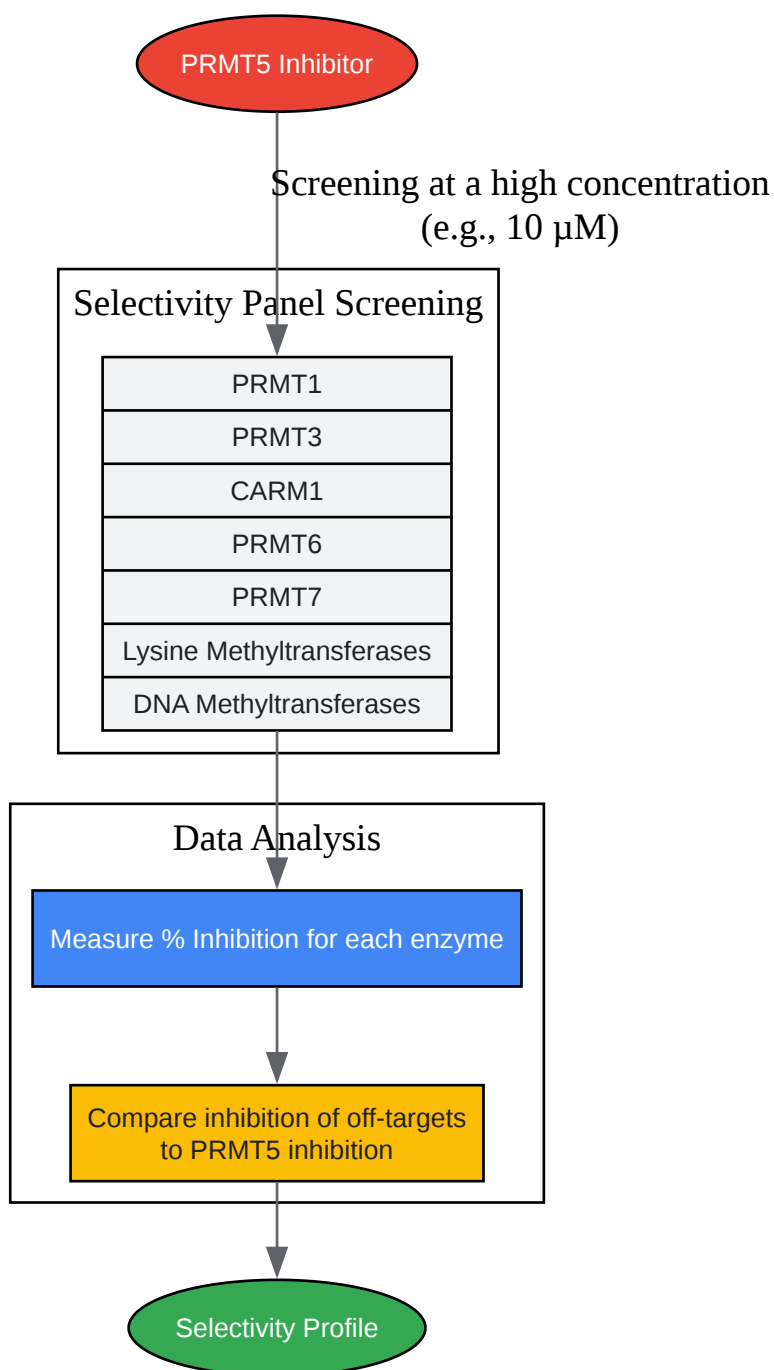 PRMT5 Inhibitor
Screening at a high concentration
(e.g., 10 µM)
Selectivity Panel Screening
PRMT1
PRMT3
CARM1
PRMT6
PRMT7
Lysine Methyltransferases
DNA Methyltransferases
Data Analysis
Measure % Inhibition for each enzyme
Compare inhibition of off-targets
to PRMT5 inhibition
Selectivity Profile